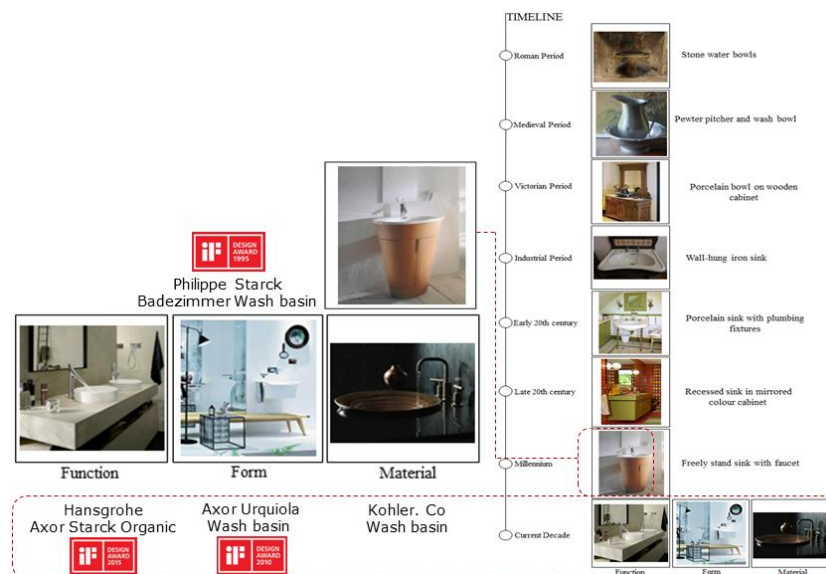 TIMELINE
Roman Period
Stone water bowls
Medieval Period
Pewter pitcher and wash bowl
Victorian Period
Porcelain bowl on wooden
cabinet
Industrial Period
Wall-hung iron sink
Early 20th century
Porcelain sink with plumbing
fixtures
Late 20th century
Recessed sink in mirrored
colour cabinet
Millennium
Freely stand sink with faucet
Current Decade
Function
Form
Material
iF
DESIGN
AWARD
1995
Philippe Starck
Badezimmer Wash basin
Function
Form
Material
Hansgrohe
Axor Starck Organic
iF
DESIGN
AWARD
2015
Axor Urquiola
Wash basin
iF
DESIGN
AWARD
2010
Kohler. Co
Wash basin